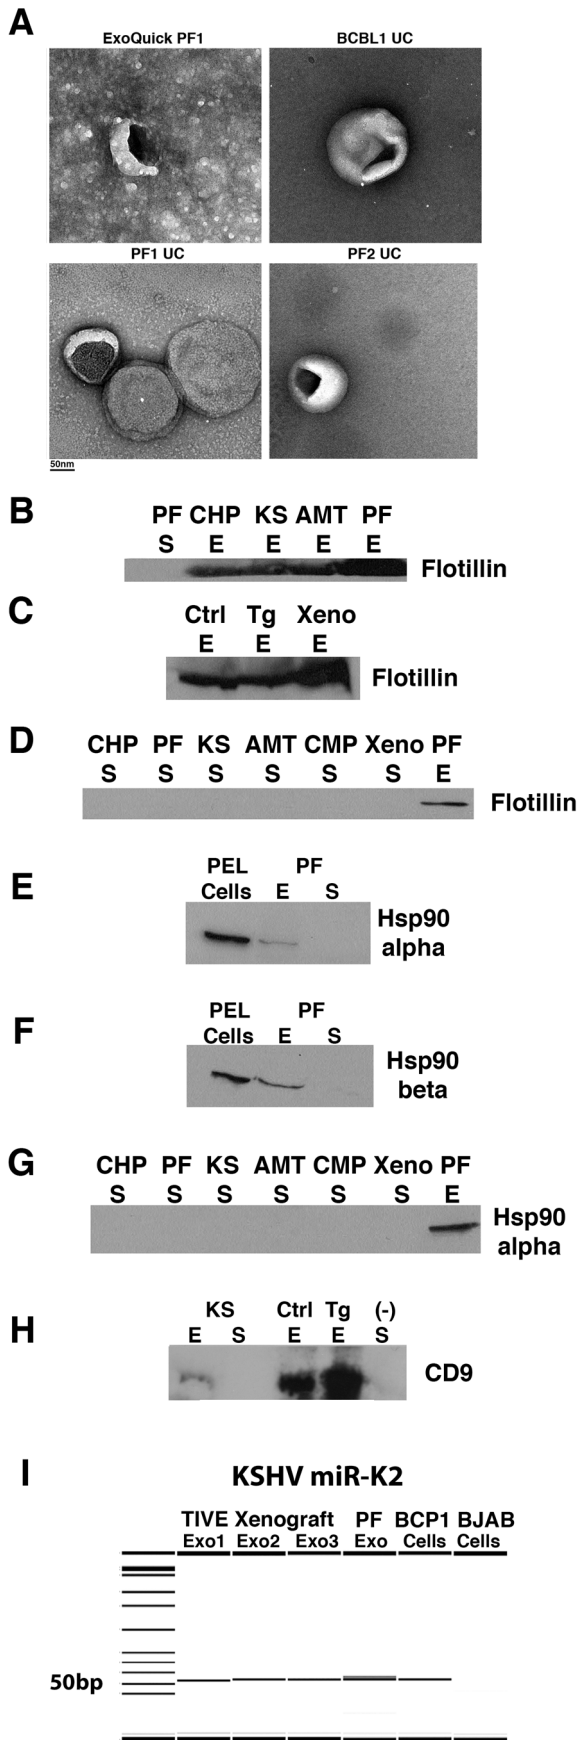 A
ExoQuick PF1
BCBL1 UC
PF1 UC
PF2 UC
50nm
B
PF CHP KS AMT PF
S E E E E
Flotillin
C
Ctrl Tg Xeno
E E E
Flotillin
D
CHP PF KS AMT CMP Xeno PF
S S S S S S E
Flotillin
E
PEL PF
Cells E S
Hsp90
alpha
F
PEL PF
Cells E S
Hsp90
beta
G
CHP PF KS AMT CMP Xeno PF
S S S S S S E
Hsp90
alpha
H
KS Ctrl Tg (-)
E S E E S
CD9
I
KSHV miR-K2
TIVE Xenograft PF BCP1 BJAB
Exo1 Exo2 Exo3 Exo Cells Cells
50bp